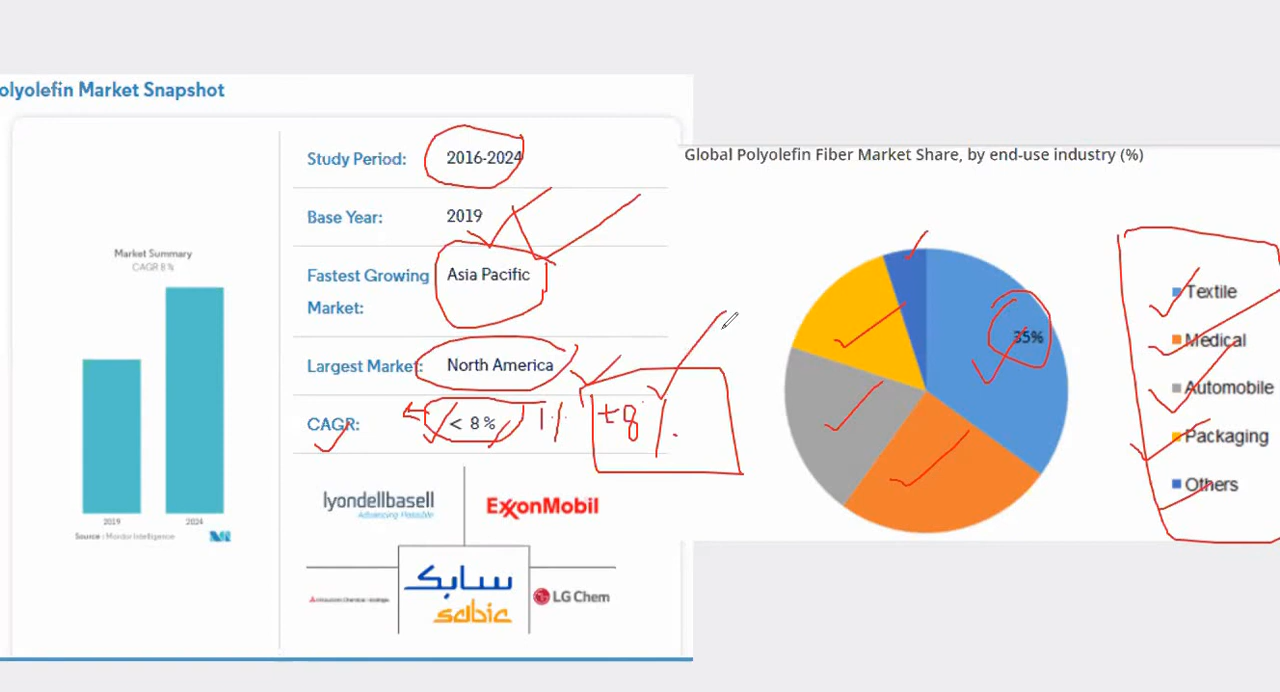 olyolefin Market Snapshot
Market Summary
CAGR 8 %
2019
2024
Source : Mordor Intelligence
Study Period: 2016-2024
Base Year: 2019
Fastest Growing Market: Asia Pacific
Largest Market: North America
CAGR: < 8 %
1%
+8 %.
lyondellbasell
Advancing Possible
ExxonMobil
سابك
sabic
LG Chem
Global Polyolefin Fiber Market Share, by end-use industry (%)
35%
Textile
Medical
Automobile
Packaging
Others